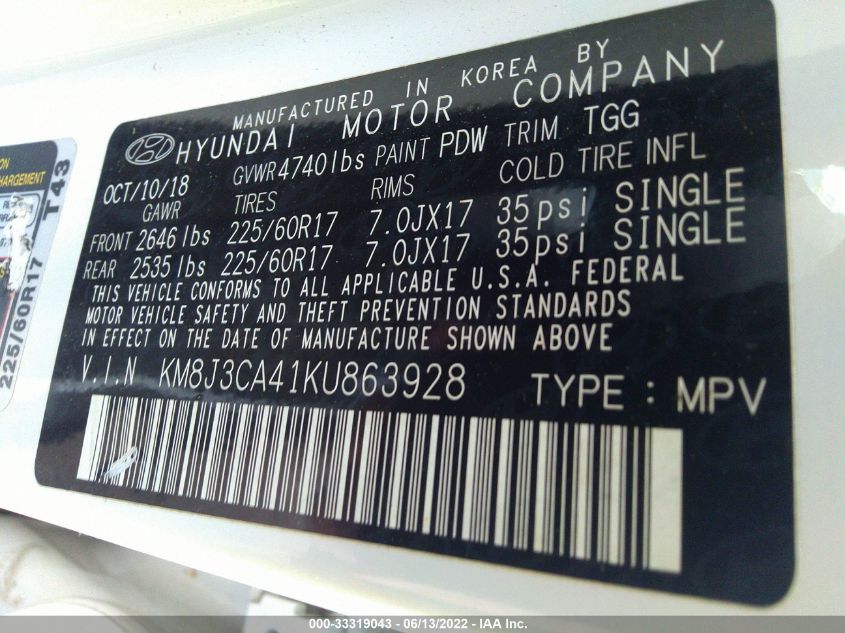 MANUFACTURED IN KOREA BY
HYUNDAI MOTOR COMPANY
OCT/10/18 GVWR 4740lbs PAINT PDW TRIM TGG
GAWR TIRES RIMS COLD TIRE INFL
FRONT 2646lbs 225/60R17 7.0JX17 35psi SINGLE
REAR 2535lbs 225/60R17 7.0JX17 35psi SINGLE
THIS VEHICLE CONFORMS TO ALL APPLICABLE U.S.A. FEDERAL
MOTOR VEHICLE SAFETY AND THEFT PREVENTION STANDARDS
IN EFFECT ON THE DATE OF MANUFACTURE SHOWN ABOVE
V.I.N KM8J3CA41KU863928 TYPE : MPV
T43
225/60R17
000-33319043 - 06/13/2022 - IAA Inc.